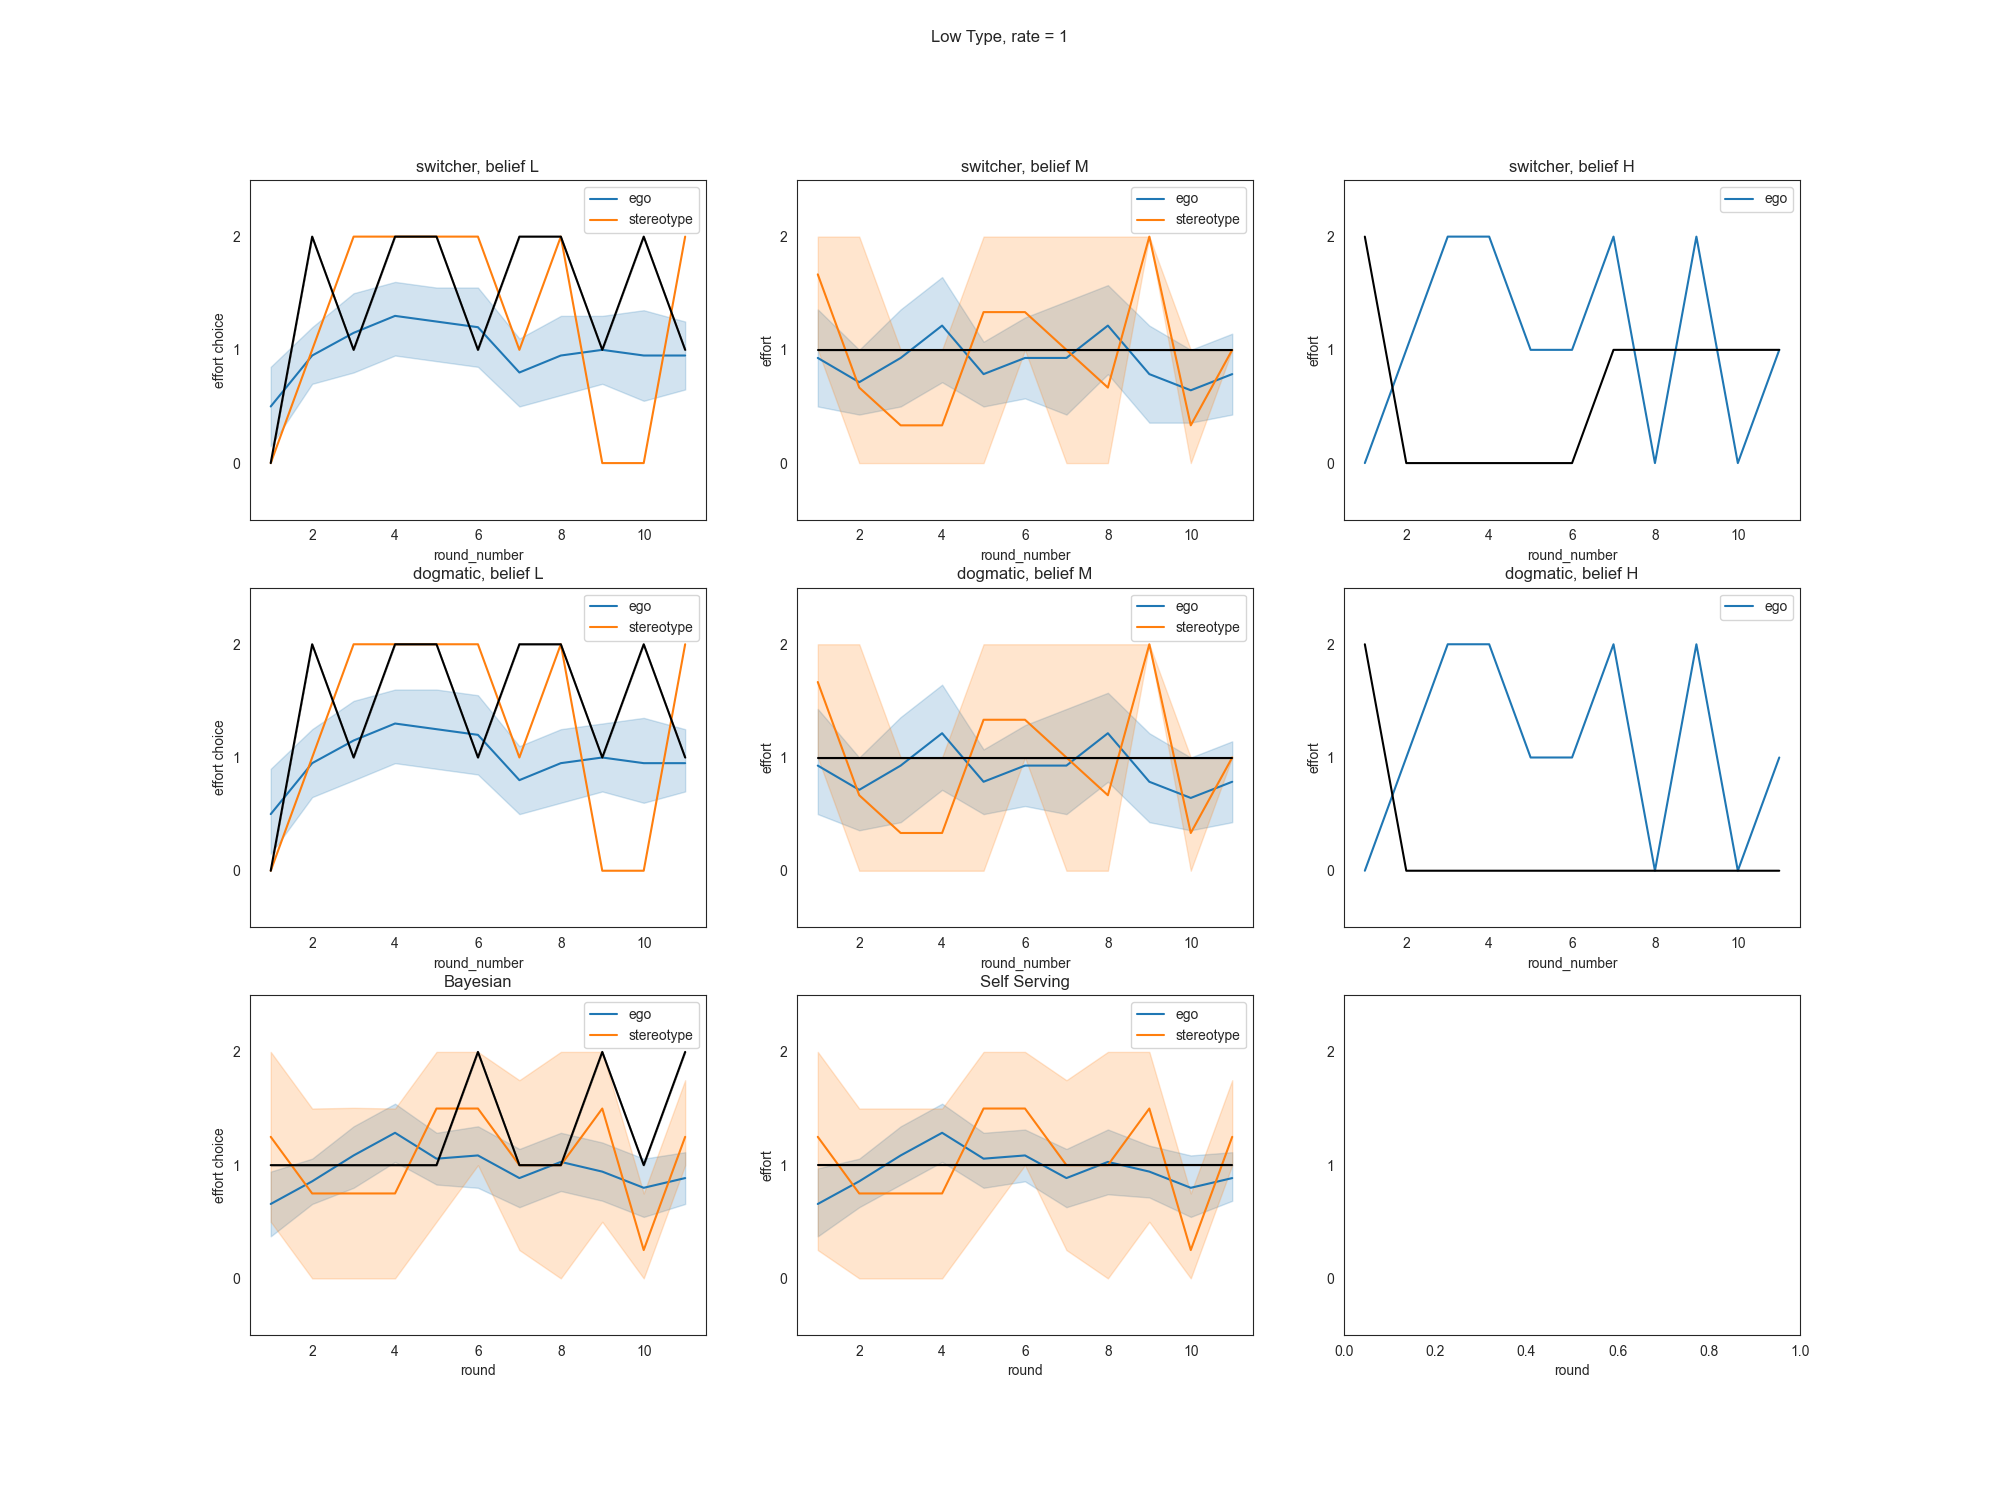 Low Type, rate = 1
switcher, belief L
ego
stereotype
effort choice
2
1
0
2 4 6 8 10
round_number
switcher, belief M
ego
stereotype
effort
2
1
0
2 4 6 8 10
round_number
switcher, belief H
ego
effort
2
1
0
2 4 6 8 10
round_number
dogmatic, belief L
ego
stereotype
effort choice
2
1
0
2 4 6 8 10
round_number
dogmatic, belief M
ego
stereotype
effort
2
1
0
2 4 6 8 10
round_number
dogmatic, belief H
ego
effort
2
1
0
2 4 6 8 10
round_number
Bayesian
ego
stereotype
effort choice
2
1
0
2 4 6 8 10
round
Self Serving
ego
stereotype
effort
2
1
0
2 4 6 8 10
round
2
1
0
0.0 0.2 0.4 0.6 0.8 1.0
round